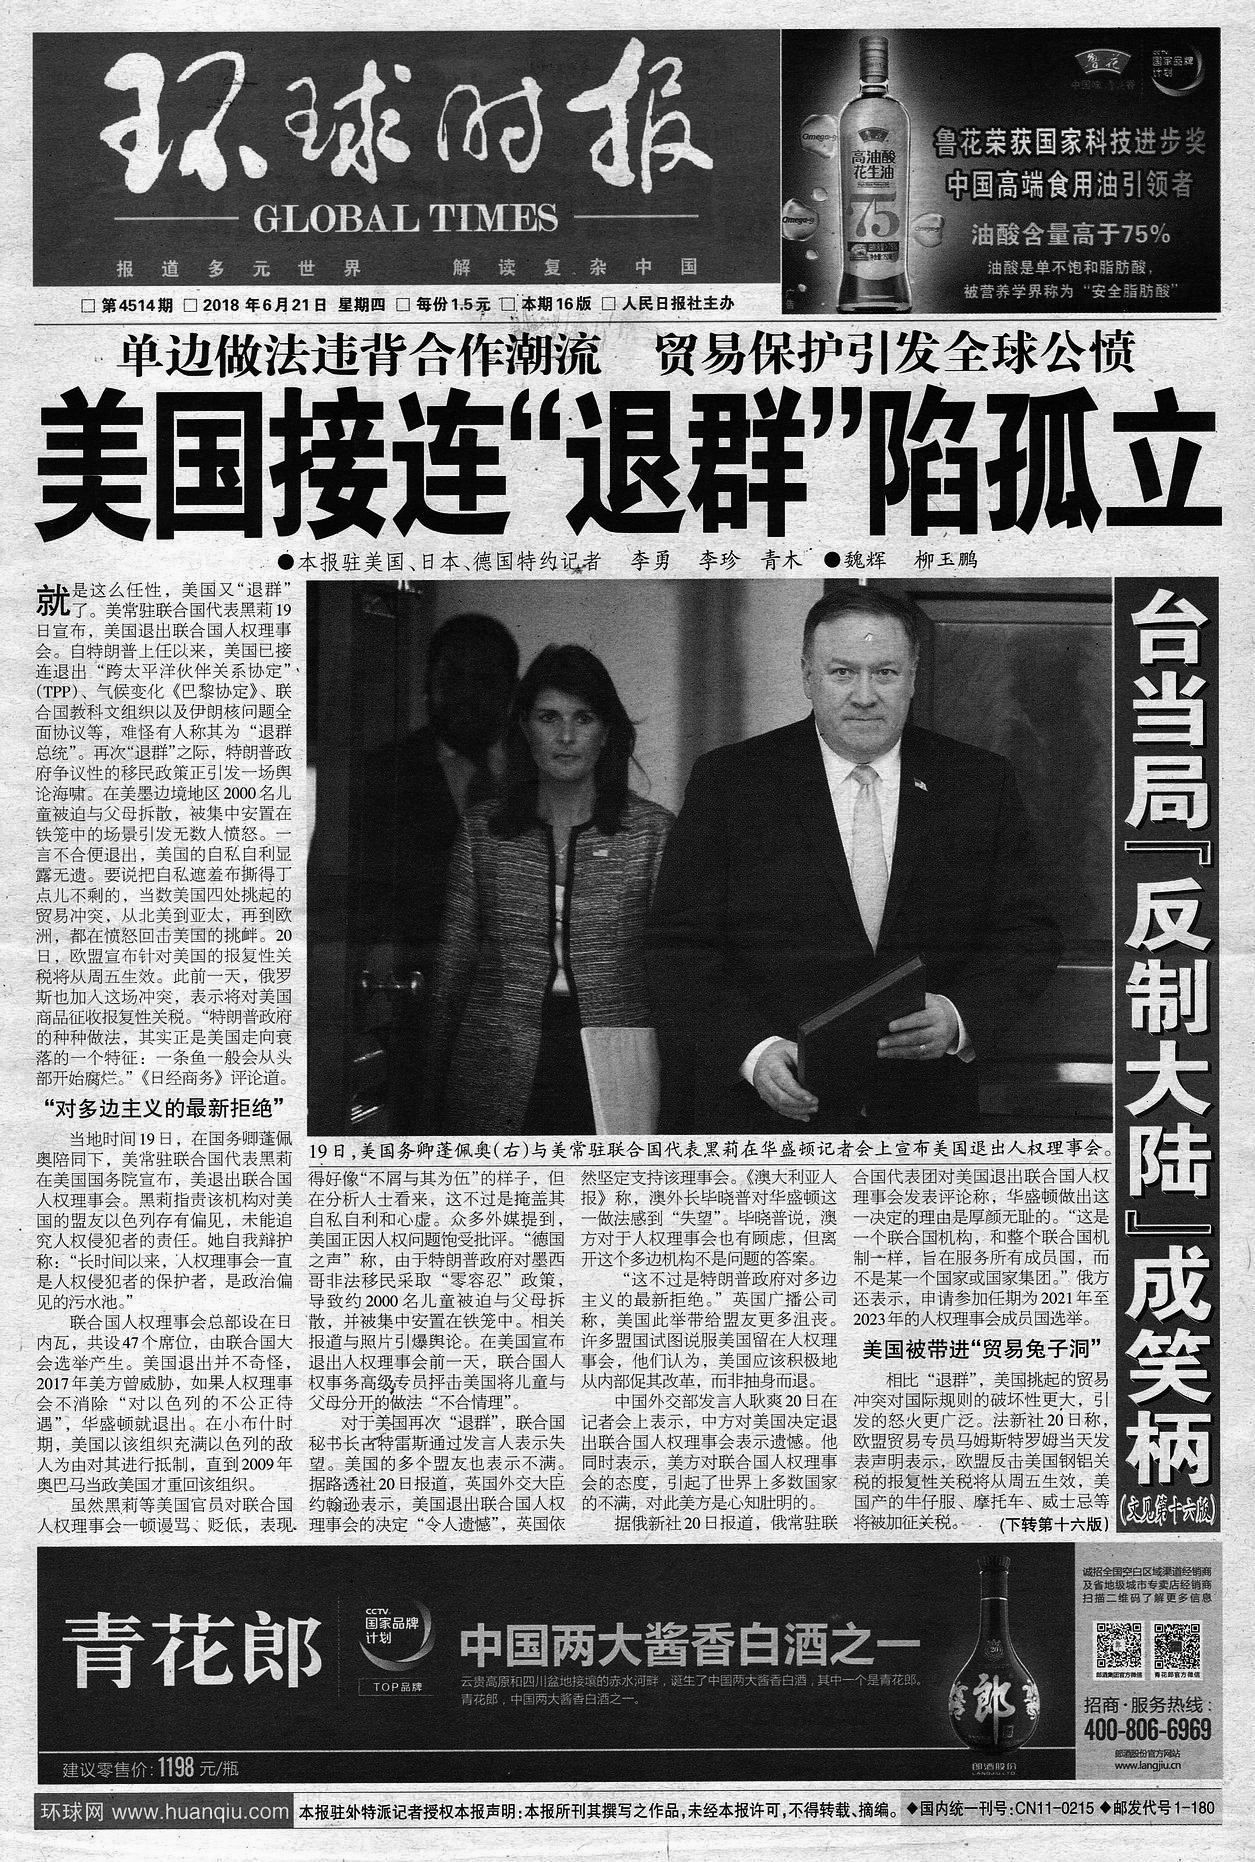 环球时报
GLOBAL TIMES
报道多元世界 解读复杂中国
□ 第4514期 □ 2018年6月21日 星期四 □ 每份1.5元 □ 本期16版 □ 人民日报社主办
鲁花
CCTV
国家品牌
计划
Omega-9
Omega-9
Omega-9
高油酸
花生油
75
鲁花荣获国家科技进步奖
中国高端食用油引领者
油酸含量高于75%
油酸是单不饱和脂肪酸，
被营养学界称为“安全脂肪酸”
广告
单边做法违背合作潮流 贸易保护引发全球公愤
美国接连“退群”陷孤立
●本报驻美国、日本、德国特约记者 李勇 李珍 青木 ●魏辉 柳玉鹏
就是这么任性，美国又“退群”
了。美常驻联合国代表黑莉19
日宣布，美国退出联合国人权理事
会。自特朗普上任以来，美国已接
连退出“跨太平洋伙伴关系协定”
(TPP)、气候变化《巴黎协定》、联
合国教科文组织以及伊朗核问题全
面协议等，难怪有人称其为“退群
总统”。再次“退群”之际，特朗普政
府争议性的移民政策正引发一场舆
论海啸。在美墨边境地区2000名儿
童被迫与父母拆散，被集中安置在
铁笼中的场景引发无数人愤怒。一
言不合便退出，美国的自私自利显
露无遗。要说把自私遮羞布撕得丁
点儿不剩的，当数美国四处挑起的
贸易冲突，从北美到亚太，再到欧
洲，都在愤怒回击美国的挑衅。20
日，欧盟宣布针对美国的报复性关
税将从周五生效。此前一天，俄罗
斯也加入这场冲突，表示将对美国
商品征收报复性关税。“特朗普政府
的种种做法，其实正是美国走向衰
落的一个特征：一条鱼一般会从头
部开始腐烂。”《日经商务》评论道。
“对多边主义的最新拒绝”
当地时间19日，在国务卿蓬佩
奥陪同下，美常驻联合国代表黑莉
在美国国务院宣布，美退出联合国
人权理事会。黑莉指责该机构对美
国的盟友以色列存有偏见，未能追
究人权侵犯者的责任。她自我辩护
称：“长时间以来，人权理事会一直
是人权侵犯者的保护者，是政治偏
见的污水池。”
联合国人权理事会总部设在日
内瓦，共设47个席位，由联合国大
会选举产生。美国退出并不奇怪，
2017年美方曾威胁，如果人权理事
会不消除“对以色列的不公正待
遇”，华盛顿就退出。在小布什时
期，美国以该组织充满以色列的敌
人为由对其进行抵制，直到2009年
奥巴马当政美国才重回该组织。
虽然黑莉等美国官员对联合国
人权理事会一顿谩骂、贬低，表现
19日，美国务卿蓬佩奥(右)与美常驻联合国代表黑莉在华盛顿记者会上宣布美国退出人权理事会。
得好像“不屑与其为伍”的样子，但
在分析人士看来，这不过是掩盖其
自私自利和心虚。众多外媒提到，
美国正因人权问题饱受批评。“德国
之声”称，由于特朗普政府对墨西
哥非法移民采取“零容忍”政策，
导致约2000名儿童被迫与父母拆
散，并被集中安置在铁笼中。相关
报道与照片引爆舆论。在美国宣布
退出人权理事会前一天，联合国人
权事务高级专员抨击美国将儿童与
父母分开的做法“不合情理”。
对于美国再次“退群”，联合国
秘书长古特雷斯通过发言人表示失
望。美国的多个盟友也表示不满。
据路透社20日报道，英国外交大臣
约翰逊表示，美国退出联合国人权
理事会的决定“令人遗憾”，英国依
然坚定支持该理事会。《澳大利亚人
报》称，澳外长毕晓普对华盛顿这
一做法感到“失望”。毕晓普说，澳
方对于人权理事会也有顾虑，但离
开这个多边机构不是问题的答案。
“这不过是特朗普政府对多边
主义的最新拒绝。”英国广播公司
称，美国此举带给盟友更多沮丧。
许多盟国试图说服美国留在人权理
事会，他们认为，美国应该积极地
从内部促其改革，而非抽身而退。
中国外交部发言人耿爽20日在
记者会上表示，中方对美国决定退
出联合国人权理事会表示遗憾。他
同时表示，美方对联合国人权理事
会的态度，引起了世界上多数国家
的不满，对此美方是心知肚明的。
据俄新社20日报道，俄常驻联
合国代表团对美国退出联合国人权
理事会发表评论称，华盛顿做出这
一决定的理由是厚颜无耻的。“这是
一个联合国机构，和整个联合国机
制一样，旨在服务所有成员国，而
不是某一个国家或国家集团。”俄方
还表示，申请参加任期为2021年至
2023年的人权理事会成员国选举。
美国被带进“贸易兔子洞”
相比“退群”，美国挑起的贸易
冲突对国际规则的破坏性更大，引
发的怒火更广泛。法新社20日称，
欧盟贸易专员马姆斯特罗姆当天发
表声明表示，欧盟反击美国钢铝关
税的报复性关税将从周五生效，美
国产的牛仔服、摩托车、威士忌等
将被加征关税。 (下转第十六版)
台当局『反制大陆』成笑柄
(文见第十六版)
青花郎
CCTV.
国家品牌
计划
TOP品牌
中国两大酱香白酒之一
云贵高原和四川盆地接壤的赤水河畔，诞生了中国两大酱香白酒，其中一个是青花郎。
青花郎，中国两大酱香白酒之一。
建议零售价：1198 元/瓶
郎
郎酒股份
诚招全国空白区域渠道经销商
及省地级城市专卖店经销商
扫描二维码了解更多信息
郎酒集团官方微信 青花郎官方微信
招商·服务热线：
400-806-6969
郎酒股份官方网站
www.langjiu.cn
环球网 www.huanqiu.com 本报驻外特派记者授权本报声明：本报所刊其撰写之作品，未经本报许可，不得转载、摘编。 ◆国内统一刊号：CN11-0215 ◆邮发代号1-180